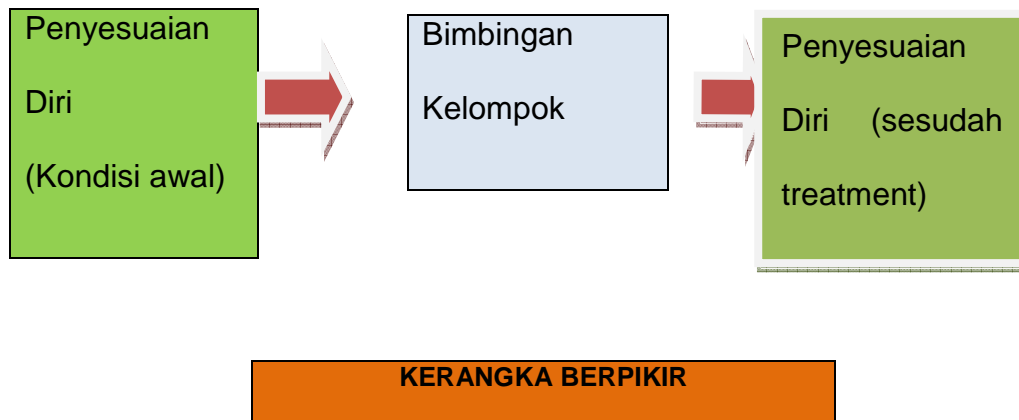 Penyesuaian
Diri
(Kondisi awal)
Bimbingan
Kelompok
Penyesuaian
Diri (sesudah
treatment)
KERANGKA BERPIKIR